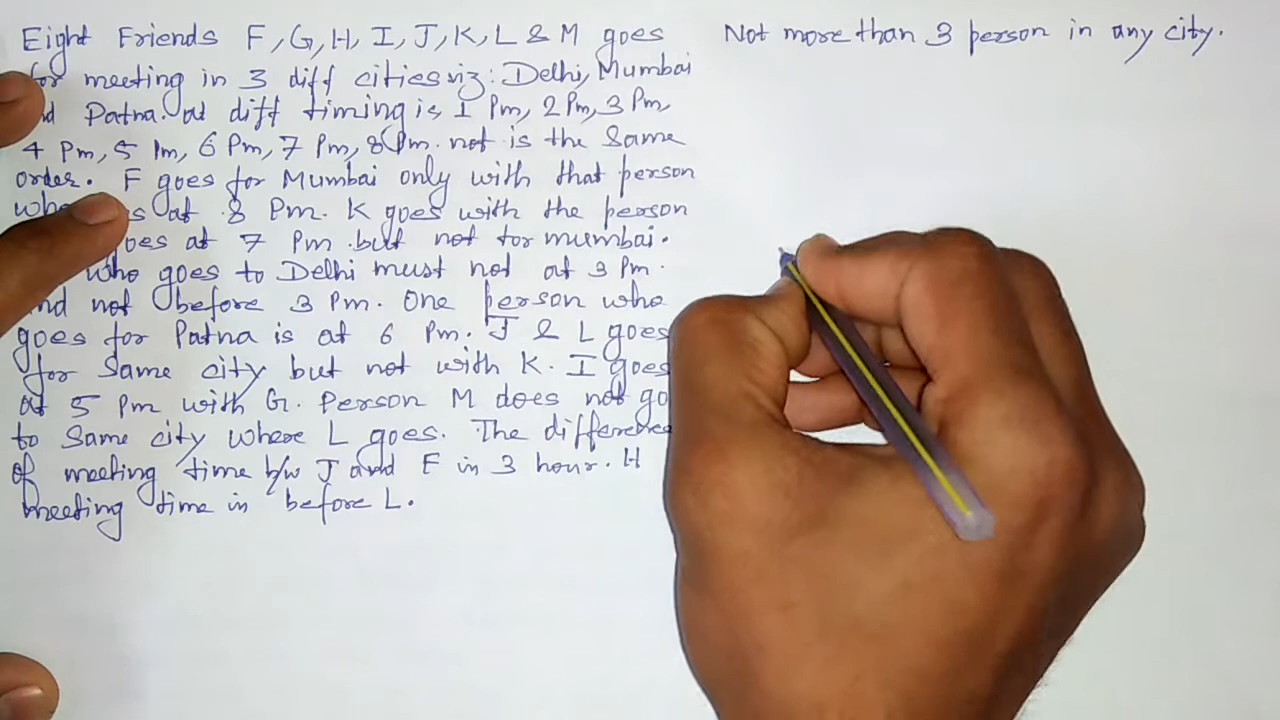 Eight Friends F, G, H, I, J, K, L & M goes
for meeting in 3 diff cities viz: Delhi, Mumbai
Patna. at diff timing is 1 Pm, 2 Pm, 3 Pm,
4 Pm, 5 Pm, 6 Pm, 7 Pm, 8 Pm. not is the same
order. F goes for Mumbai only with that person
at 8 Pm. K goes with the person
at 7 Pm but not for mumbai.
who goes to Delhi must not at 3 Pm.
and not before 3 Pm. One person who
goes for Patna is at 6 Pm. J & L goes
for same city but not with K. I goes
at 5 Pm with G. Person M does not go
to same city where L goes. The difference
of meeting time b/w J and F in 3 hour. H
meeting time in before L.
Not more than 3 person in any city.